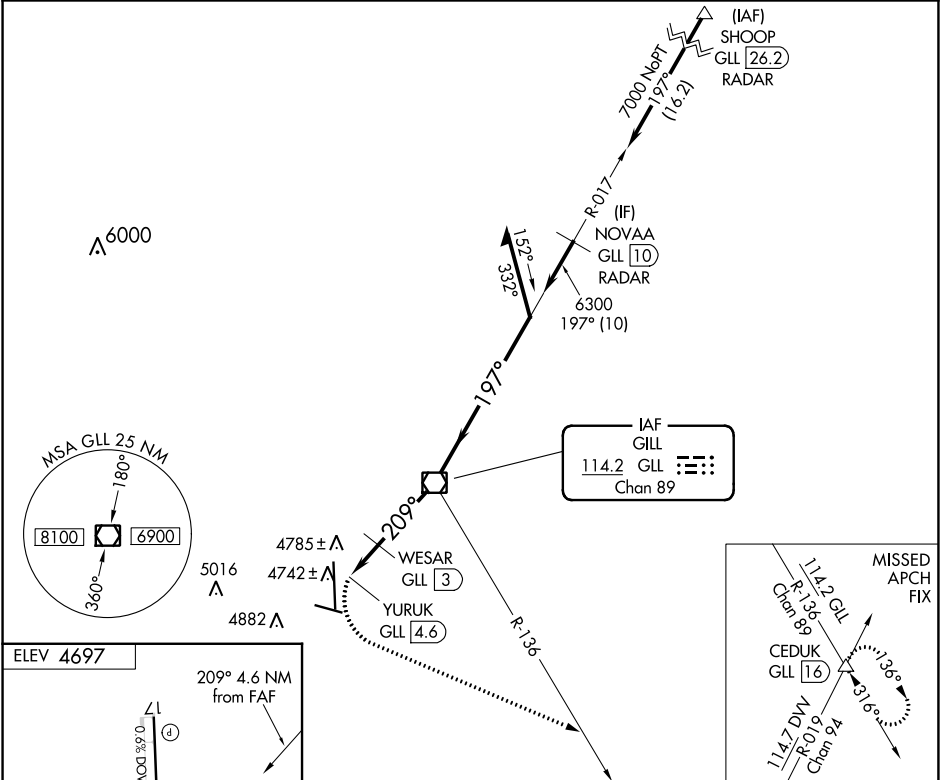 (IAF)
SHOOP
GLL 26.2
RADAR
7000 NoPT
197°
(16.2)
R-017
(IF)
NOVAA
GLL 10
RADAR
6300
197° (10)
152°
332°
6000
197°
IAF
GILL
114.2 GLL
Chan 89
MSA GLL 25 NM
180°
8100
6900
360°
209°
4785 ±
4742 ±
5016
4882
WESAR
GLL 3
YURUK
GLL 4.6
R-136
MISSED
APCH
FIX
114.2 GLL
R-136
Chan 89
CEDUK
GLL 16
136°
316°
114.7 DVV
R-019
Chan 94
ELEV 4697
209° 4.6 NM
from FAF
17
P
0.6% DOW